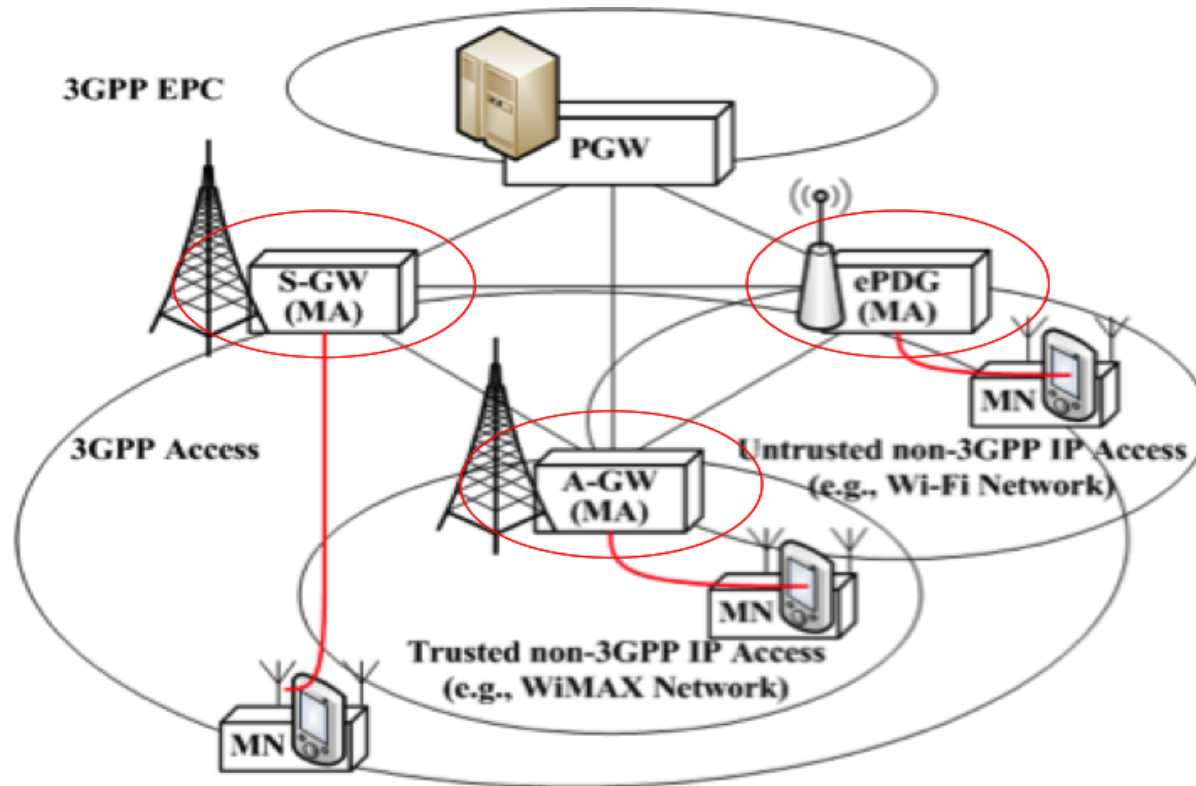 3GPP EPC
PGW
S-GW
(MA)
ePDG
(MA)
MN
3GPP Access
Untrusted non-3GPP IP Access
(e.g., Wi-Fi Network)
A-GW
(MA)
MN
Trusted non-3GPP IP Access
(e.g., WiMAX Network)
MN